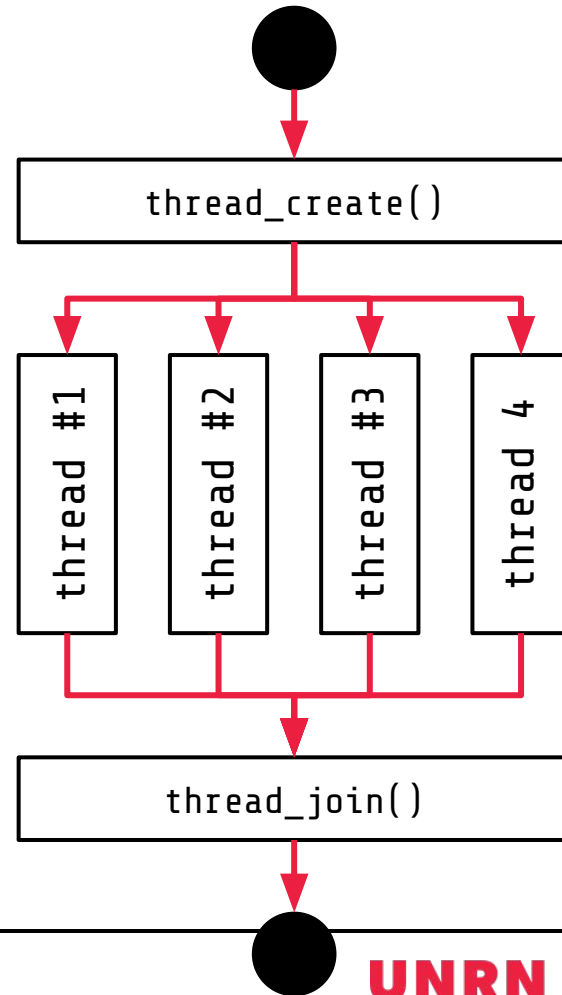 thread_create()
thread #1
thread #2
thread #3
thread 4
thread_join()
UNRN